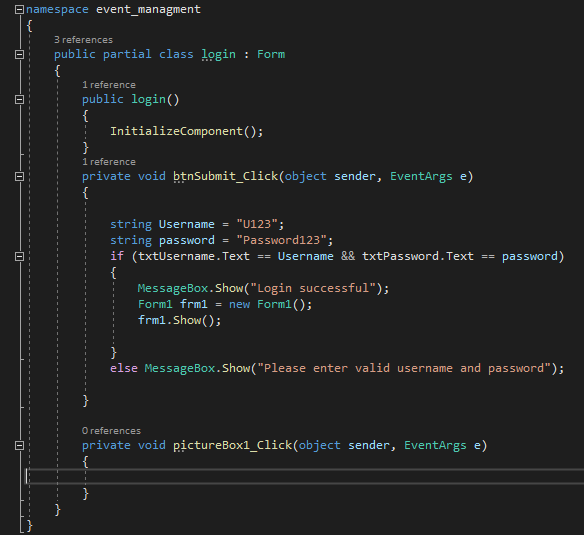 namespace event_managment
{
3 references
public partial class login : Form
{
1 reference
public login()
{
InitializeComponent();
}
1 reference
private void btnSubmit_Click(object sender, EventArgs e)
{
string Username = "U123";
string password = "Password123";
if (txtUsername.Text == Username && txtPassword.Text == password)
{
MessageBox.Show("Login successful");
Form1 frm1 = new Form1();
frm1.Show();
}
else MessageBox.Show("Please enter valid username and password");
}
0 references
private void pictureBox1_Click(object sender, EventArgs e)
{
}
}
}